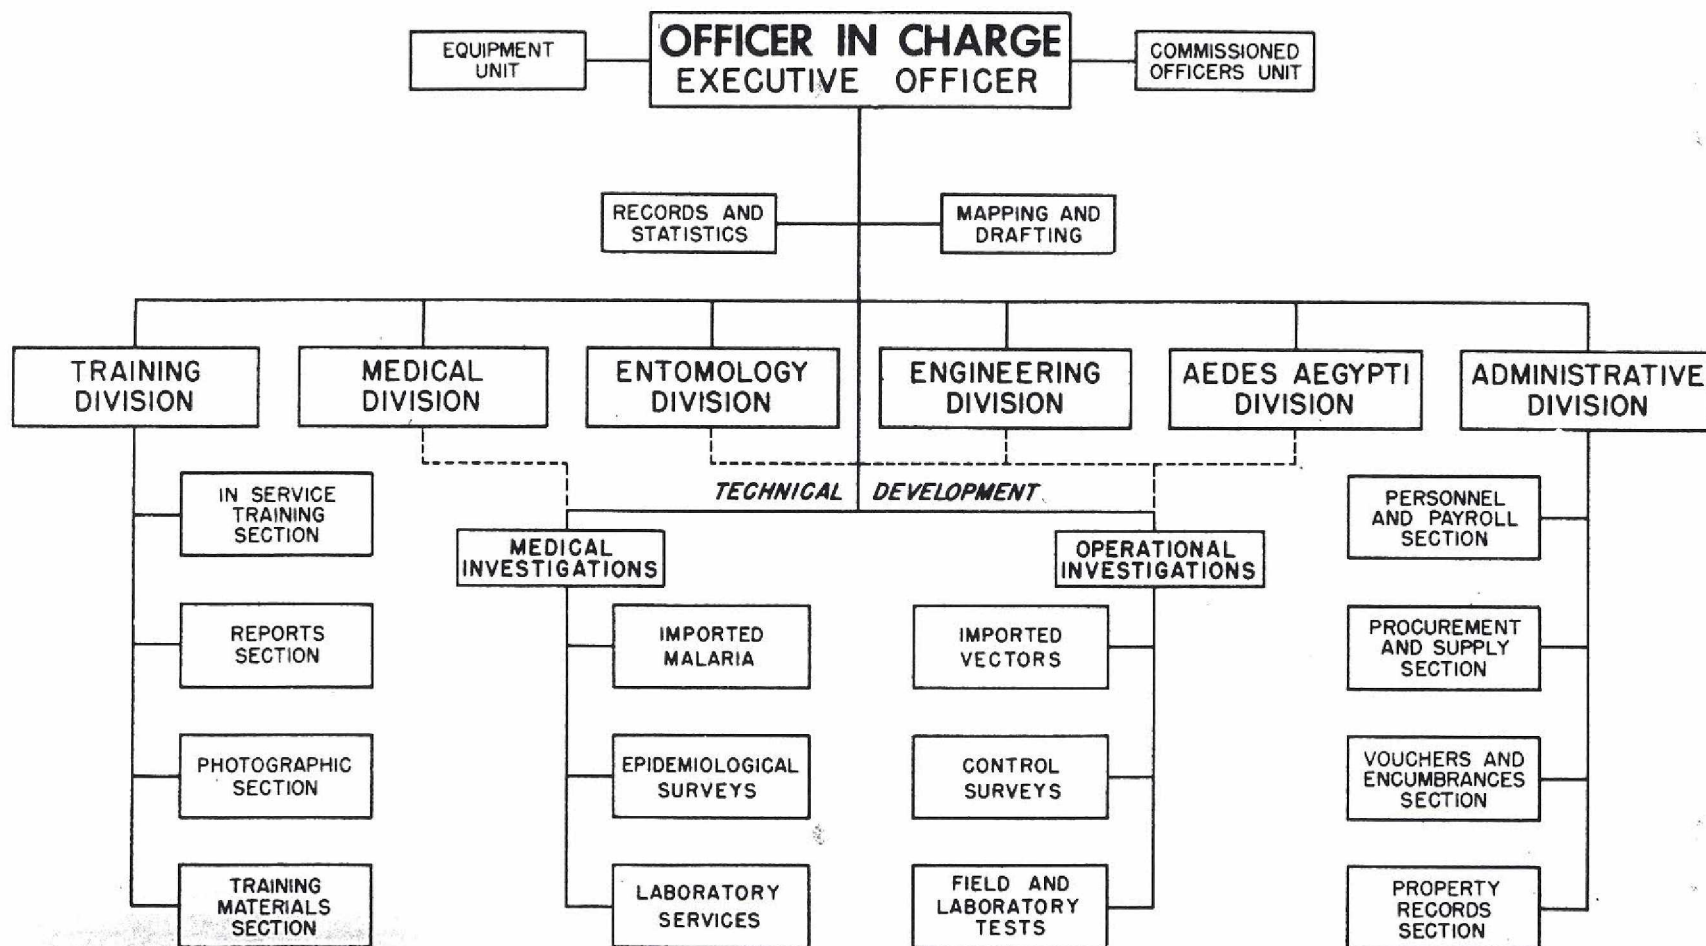 EQUIPMENT
UNIT
OFFICER IN CHARGE
EXECUTIVE OFFICER
COMMISSIONED
OFFICERS UNIT
RECORDS AND
STATISTICS
MAPPING AND
DRAFTING
TRAINING
DIVISION
MEDICAL
DIVISION
ENTOMOLOGY
DIVISION
ENGINEERING
DIVISION
AEDES AEGYPTI
DIVISION
ADMINISTRATIVE
DIVISION
TECHNICAL DEVELOPMENT
IN SERVICE
TRAINING
SECTION
REPORTS
SECTION
PHOTOGRAPHIC
SECTION
TRAINING
MATERIALS
SECTION
MEDICAL
INVESTIGATIONS
IMPORTED
MALARIA
EPIDEMIOLOGICAL
SURVEYS
LABORATORY
SERVICES
OPERATIONAL
INVESTIGATIONS
IMPORTED
VECTORS
CONTROL
SURVEYS
FIELD AND
LABORATORY
TESTS
PERSONNEL
AND PAYROLL
SECTION
PROCUREMENT
AND SUPPLY
SECTION
VOUCHERS AND
ENCUMBRANCES
SECTION
PROPERTY
RECORDS
SECTION